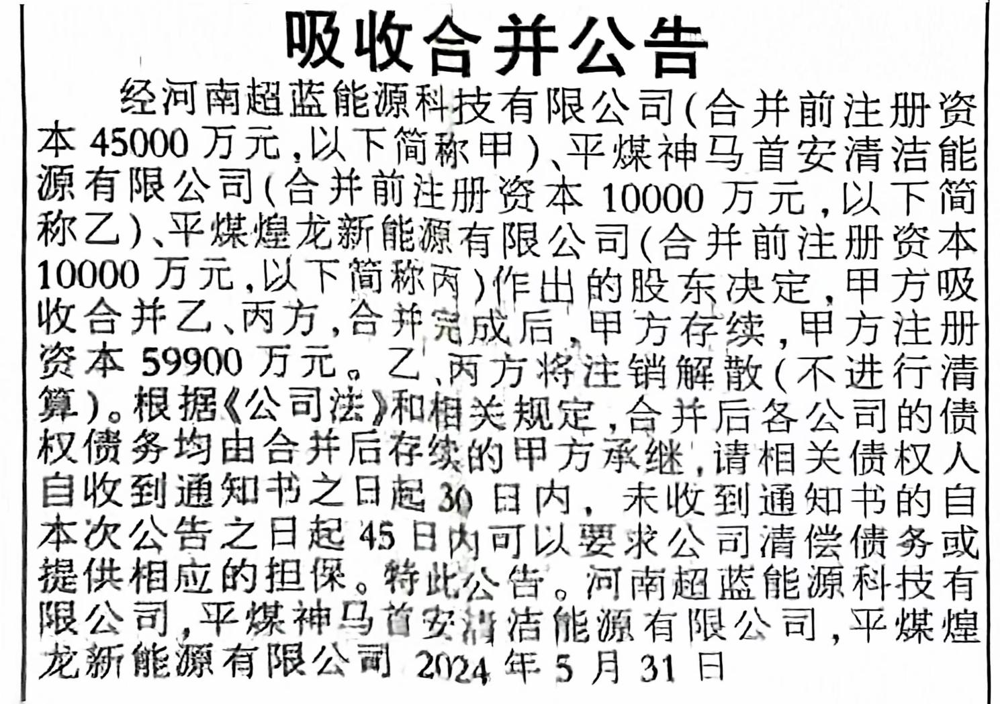 吸收合并公告
经河南超蓝能源科技有限公司(合并前注册资
本 45000 万元,以下简称甲)、平煤神马首安清洁能
源有限公司(合并前注册资本 10000 万元,以下简
称乙)、平煤煌龙新能源有限公司(合并前注册资本
10000 万元,以下简称丙)作出的股东决定,甲方吸
收合并乙、丙方,合并完成后,甲方存续,甲方注册
资本 59900 万元。乙、丙方将注销解散(不进行清
算)。根据《公司法》和相关规定,合并后各公司的债
权债务均由合并后存续的甲方承继,请相关债权人
自收到通知书之日起 30 日内,未收到通知书的自
本次公告之日起 45 日内可以要求公司清偿债务或
提供相应的担保。特此公告。河南超蓝能源科技有
限公司,平煤神马首安清洁能源有限公司,平煤煌
龙新能源有限公司 2024 年 5 月 31 日